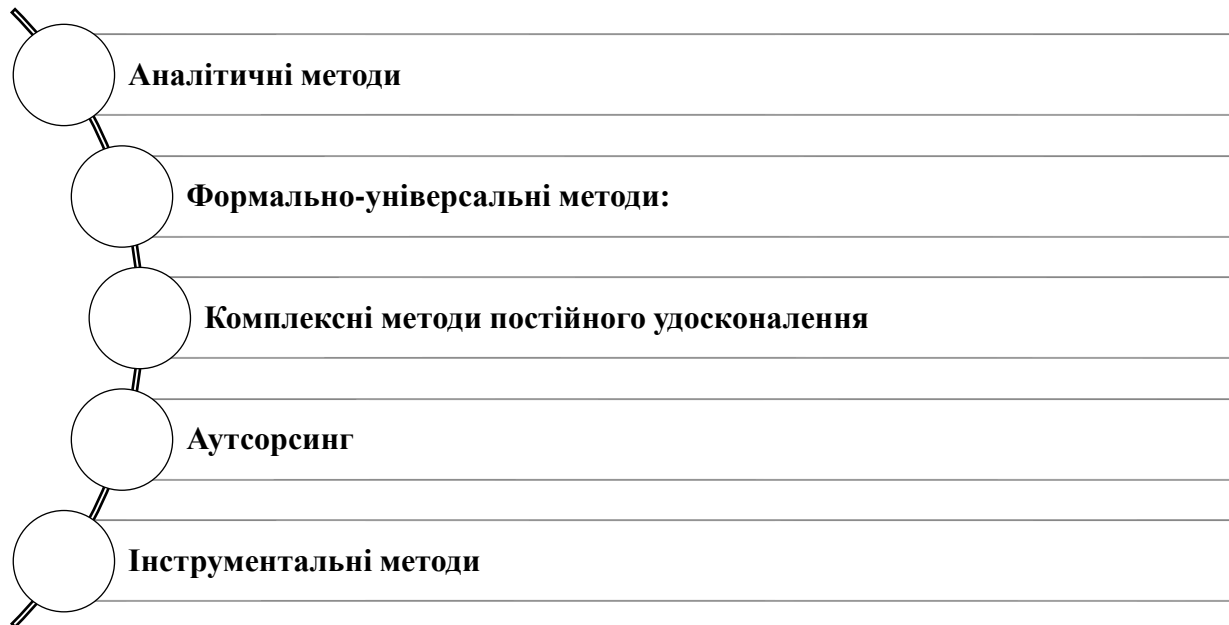 Аналітичні методи
Формально-універсальні методи:
Комплексні методи постійного удосконалення
Аутсорсинг
Інструментальні методи